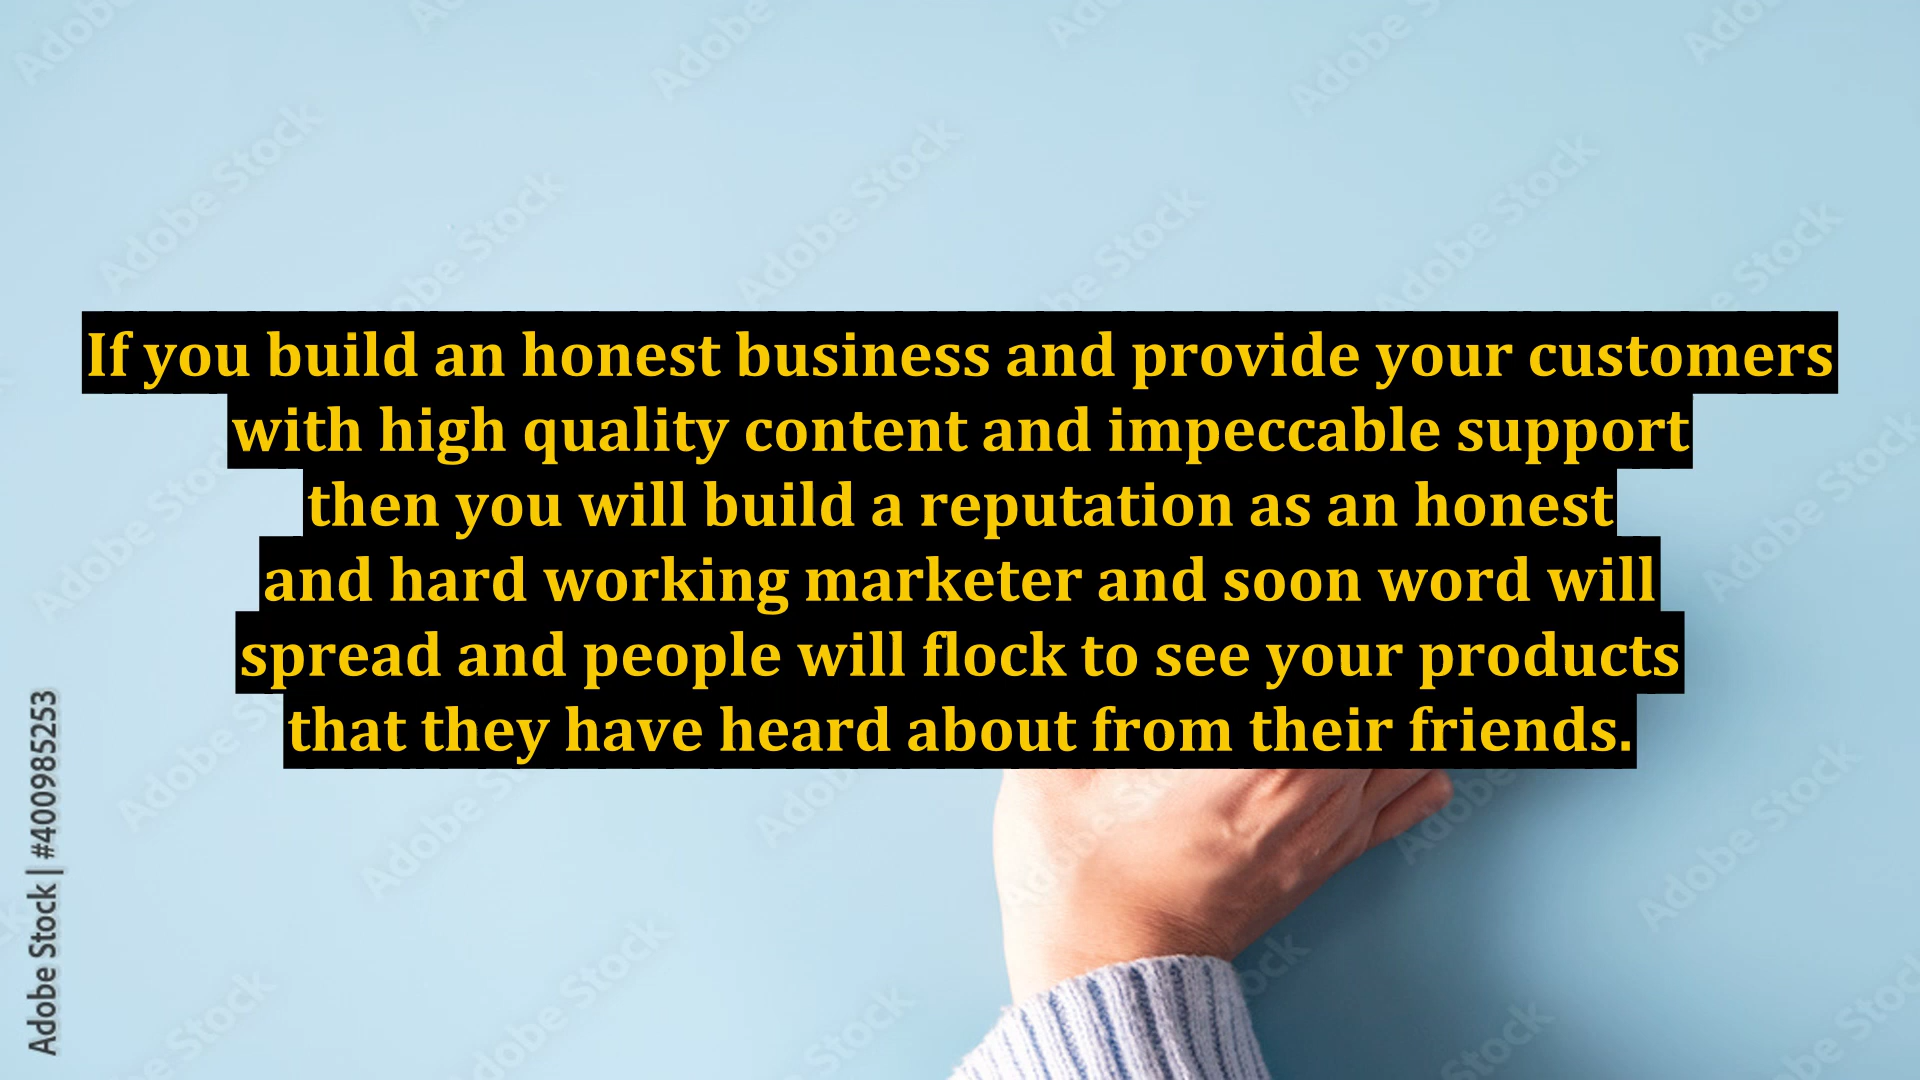 If you build an honest business and provide your customers
with high quality content and impeccable support
then you will build a reputation as an honest
and hard working marketer and soon word will
spread and people will flock to see your products
that they have heard about from their friends.
Adobe Stock | #400985253
Adobe Stock